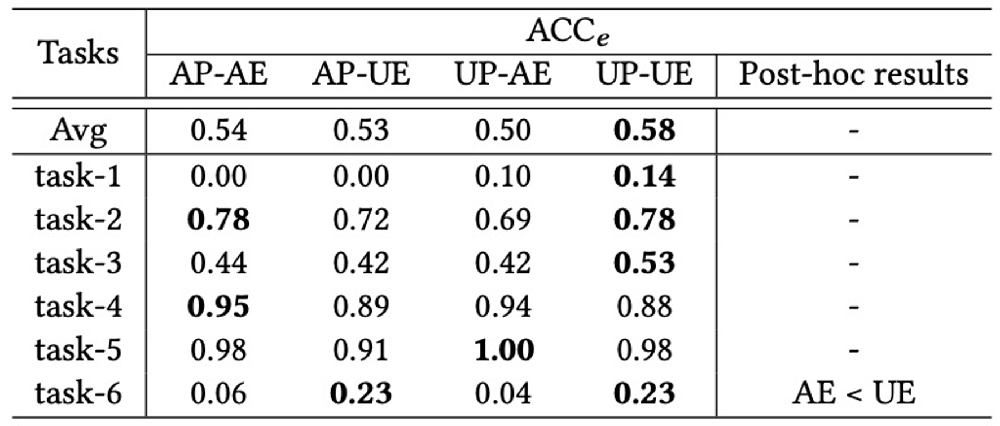 Tasks ACCe
AP-AE AP-UE UP-AE UP-UE Post-hoc results
Avg 0.54 0.53 0.50 0.58 -
task-1 0.00 0.00 0.10 0.14 -
task-2 0.78 0.72 0.69 0.78 -
task-3 0.44 0.42 0.42 0.53 -
task-4 0.95 0.89 0.94 0.88 -
task-5 0.98 0.91 1.00 0.98 -
task-6 0.06 0.23 0.04 0.23 AE < UE